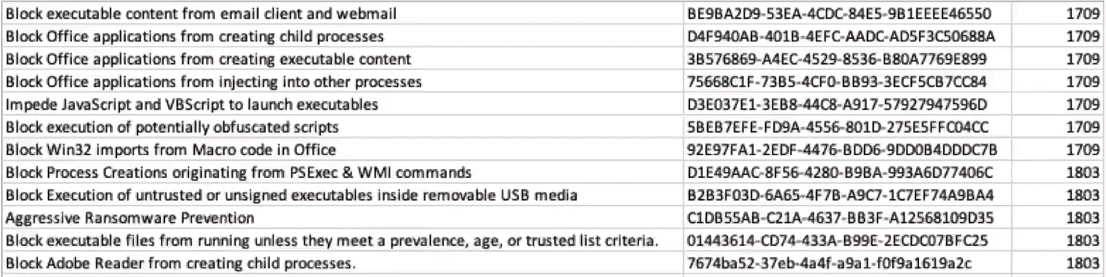 Block executable content from email client and webmail BE9BA2D9-53EA-4CDC-84E5-9B1EEEE46550 1709
Block Office applications from creating child processes D4F940AB-401B-4EFC-AADC-AD5F3C50688A 1709
Block Office applications from creating executable content 3B576869-A4EC-4529-8536-B80A7769E899 1709
Block Office applications from injecting into other processes 75668C1F-73B5-4CF0-BB93-3ECF5CB7CC84 1709
Impede JavaScript and VBScript to launch executables D3E037E1-3EB8-44C8-A917-57927947596D 1709
Block execution of potentially obfuscated scripts 5BEB7EFE-FD9A-4556-801D-275E5FFC04CC 1709
Block Win32 imports from Macro code in Office 92E97FA1-2EDF-4476-BDD6-9DD0B4DDDC7B 1709
Block Process Creations originating from PSExec & WMI commands D1E49AAC-8F56-4280-B9BA-993A6D77406C 1803
Block Execution of untrusted or unsigned executables inside removable USB media B2B3F03D-6A65-4F7B-A9C7-1C7EF74A9BA4 1803
Aggressive Ransomware Prevention C1DB55AB-C21A-4637-BB3F-A12568109D35 1803
Block executable files from running unless they meet a prevalence, age, or trusted list criteria. 01443614-CD74-433A-B99E-2ECDC07BFC25 1803
Block Adobe Reader from creating child processes. 7674ba52-37eb-4a4f-a9a1-f0f9a1619a2c 1803